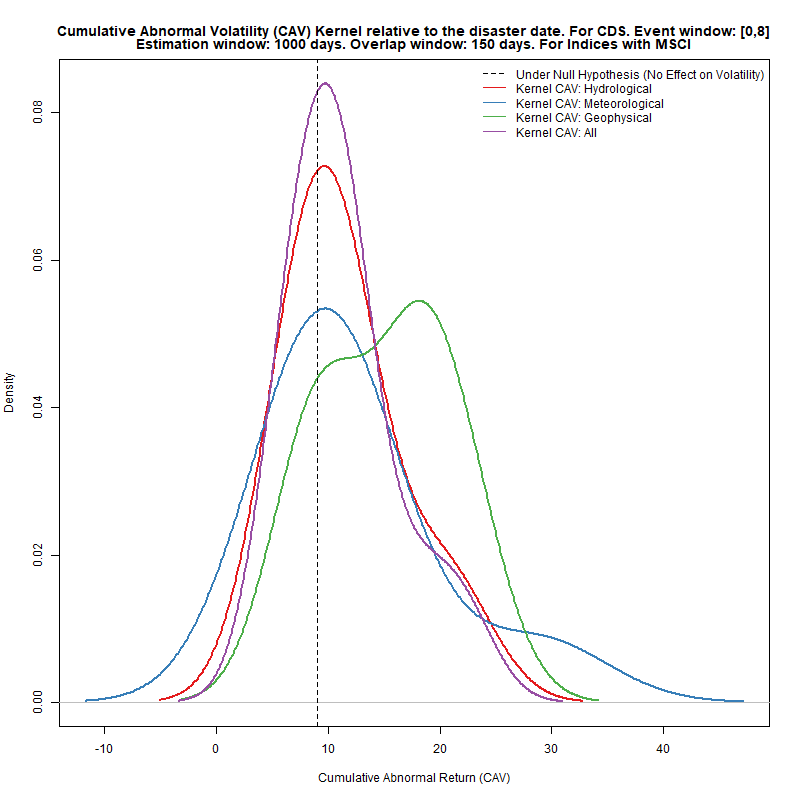 Cumulative Abnormal Volatility (CAV) Kernel relative to the disaster date. For CDS. Event window: [0,8]
Estimation window: 1000 days. Overlap window: 150 days. For Indices with MSCI
Under Null Hypothesis (No Effect on Volatility)
Kernel CAV: Hydrological
Kernel CAV: Meteorological
Kernel CAV: Geophysical
Kernel CAV: All
0.08
0.06
0.04
0.02
0.00
Density
-10 0 10 20 30 40
Cumulative Abnormal Return (CAV)